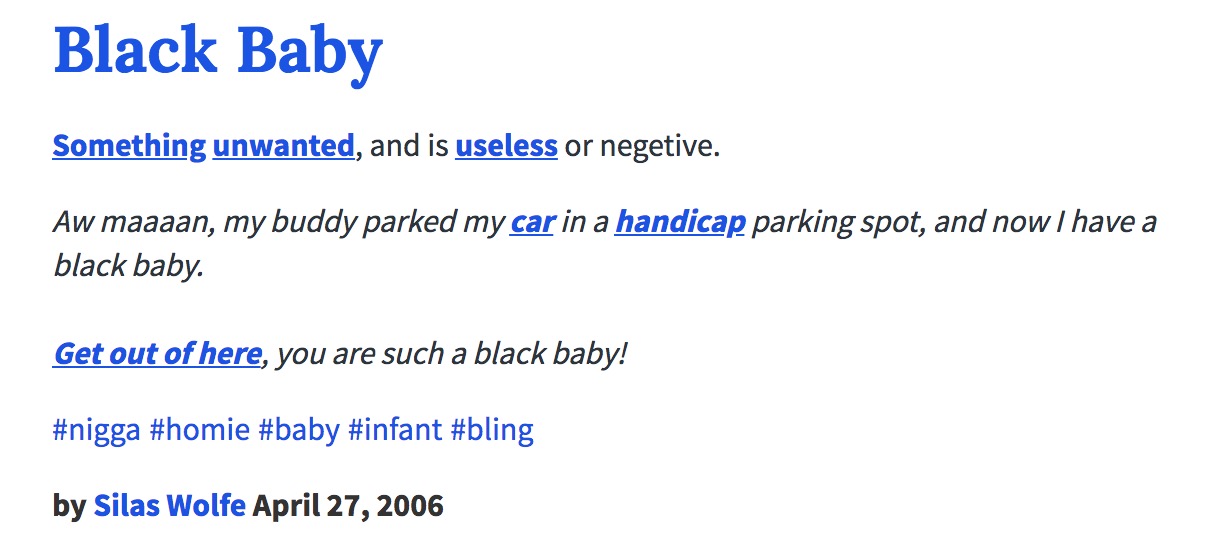 Black Baby
Something unwanted, and is useless or negetive.
Aw maaaan, my buddy parked my car in a handicap parking spot, and now I have a
black baby.
Get out of here, you are such a black baby!
#nigga #homie #baby #infant #bling
by Silas Wolfe April 27, 2006